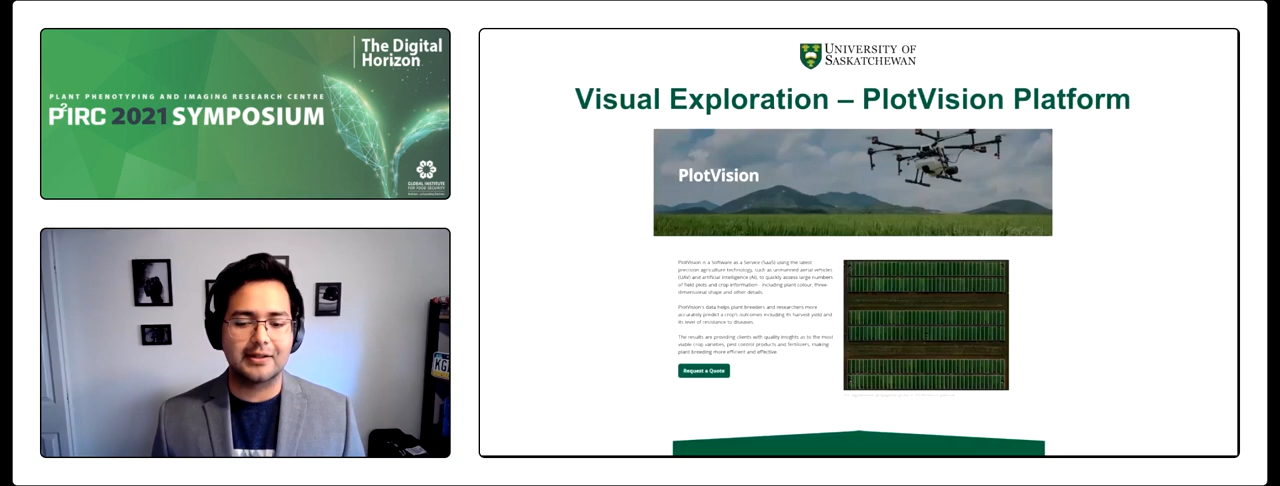 The Digital
Horizon
PLANT PHENOTYPING AND IMAGING RESEARCH CENTRE
P²IRC 2021 SYMPOSIUM
GLOBAL INSTITUTE
FOR FOOD SECURITY
KG
UNIVERSITY OF
SASKATCHEWAN
Visual Exploration – PlotVision Platform
PlotVision
PlotVision is a Software as a Service (SaaS) using the latest
precision agriculture technology, such as unmanned aerial vehicles
(UAV) and artificial intelligence (AI), to quickly assess large numbers
of field plots and crop information - including plant colour, three-
dimensional shape and other details.
PlotVision's data helps plant breeders and researchers more
accurately predict a crop's outcomes including its harvest yield and
its level of resistance to diseases.
The results are providing clients with quality insights as to the most
viable crop varieties, pest control products and fertilizers, making
plant breeding more efficient and effective.
Request a Quote